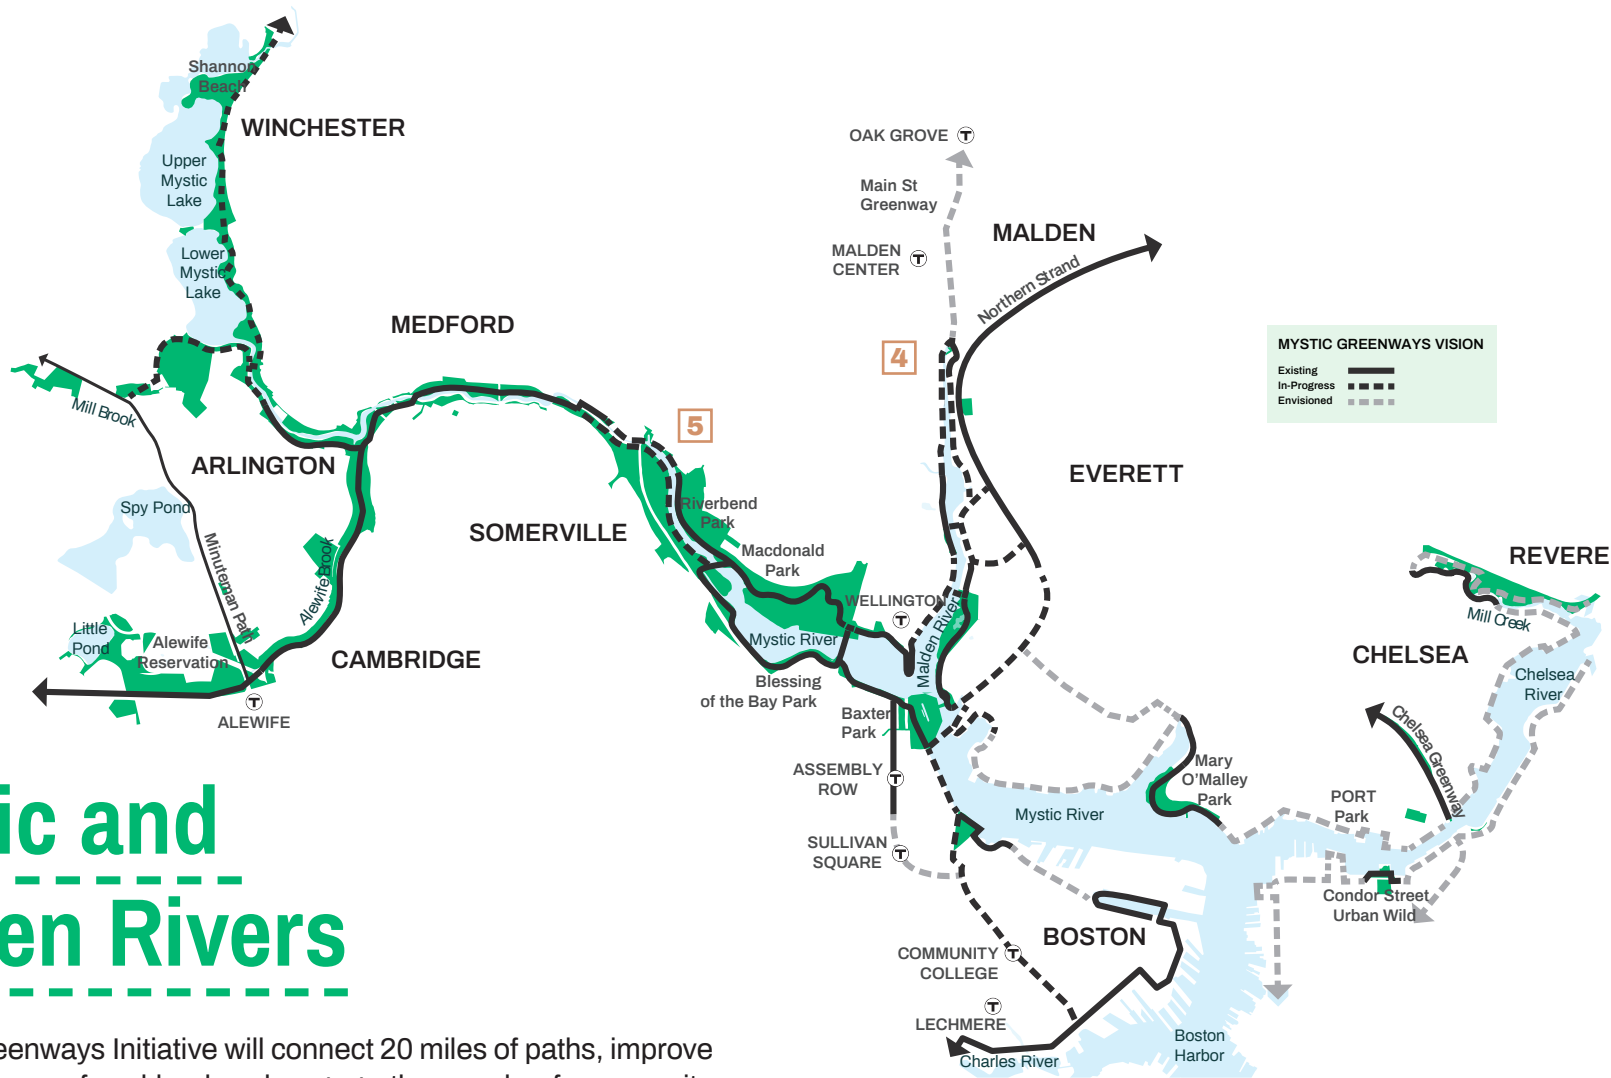 Shannon
Beach
WINCHESTER
Upper
Mystic
Lake
Lower
Mystic
Lake
OAK GROVE T
Main St
Greenway
MALDEN
CENTER T
MALDEN
Northern Strand
MEDFORD
4
MYSTIC GREENWAYS VISION
Existing
In-Progress
Envisioned
Mill Brook
5
ARLINGTON
EVERETT
Spy Pond
Riverbend
Park
SOMERVILLE
Minuteman Path
Alewife Brook
Macdonald
Park
REVERE
WELLINGTON
T
Mill Creek
Little
Pond
Alewife
Reservation
Mystic River
Malden River
CAMBRIDGE
CHELSEA
Chelsea
River
Blessing
of the Bay Park
T
ALEWIFE
Baxter
Park
Chelsea Greenway
ASSEMBLY
ROW T
Mary
O'Malley
Park
PORT
Park
Mystic River
SULLIVAN
SQUARE T
ic and
Condor Street
Urban Wild
en Rivers
BOSTON
COMMUNITY
COLLEGE T
T
LECHMERE
Charles River
Boston
Harbor
eenways Initiative will connect 20 miles of paths, improve